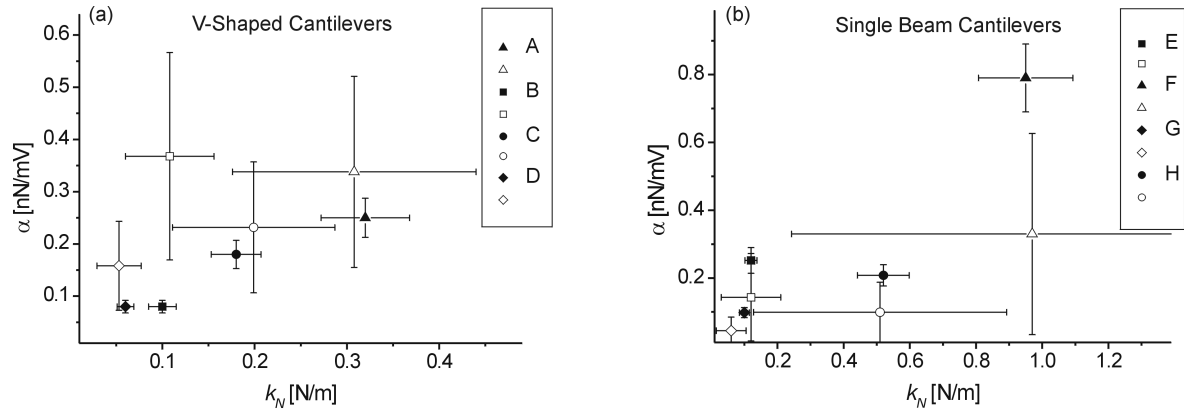 (a)
V-Shaped Cantilevers
A
B
C
D
0.6
0.5
0.4
0.3
0.2
0.1
α [nN/mV]
0.1 0.2 0.3 0.4
kN [N/m]
(b)
Single Beam Cantilevers
E
F
G
H
0.8
0.6
0.4
0.2
α [nN/mV]
0.2 0.4 0.6 0.8 1.0 1.2
kN [N/m]